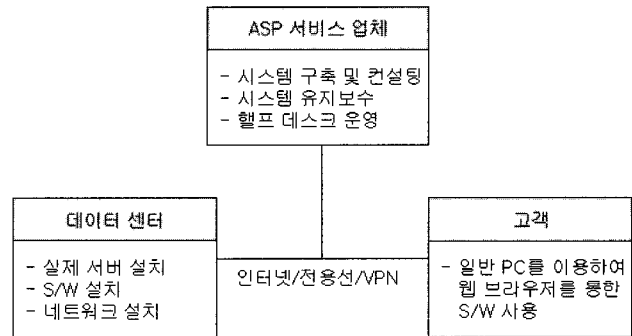 ASP 서비스 업체
- 시스템 구축 및 컨설팅
- 시스템 유지보수
- 핼프 데스크 운영
데이터 센터
- 실제 서버 설치
- S/W 설치
- 네트워크 설치
인터넷/전용선/VPN
고객
- 일반 PC를 이용하여
웹 브라우저를 통한
S/W 사용